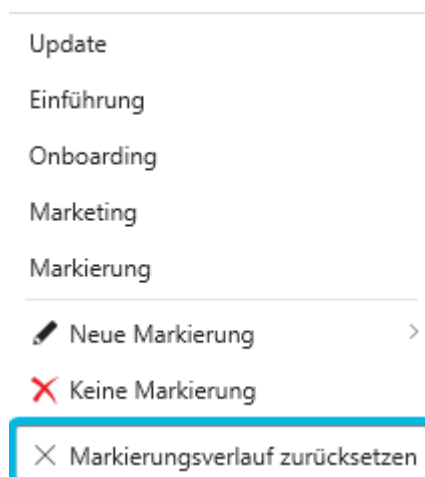 Update
Einführung
Onboarding
Marketing
Markierung
Neue Markierung
Keine Markierung
Markierungsverlauf zurücksetzen